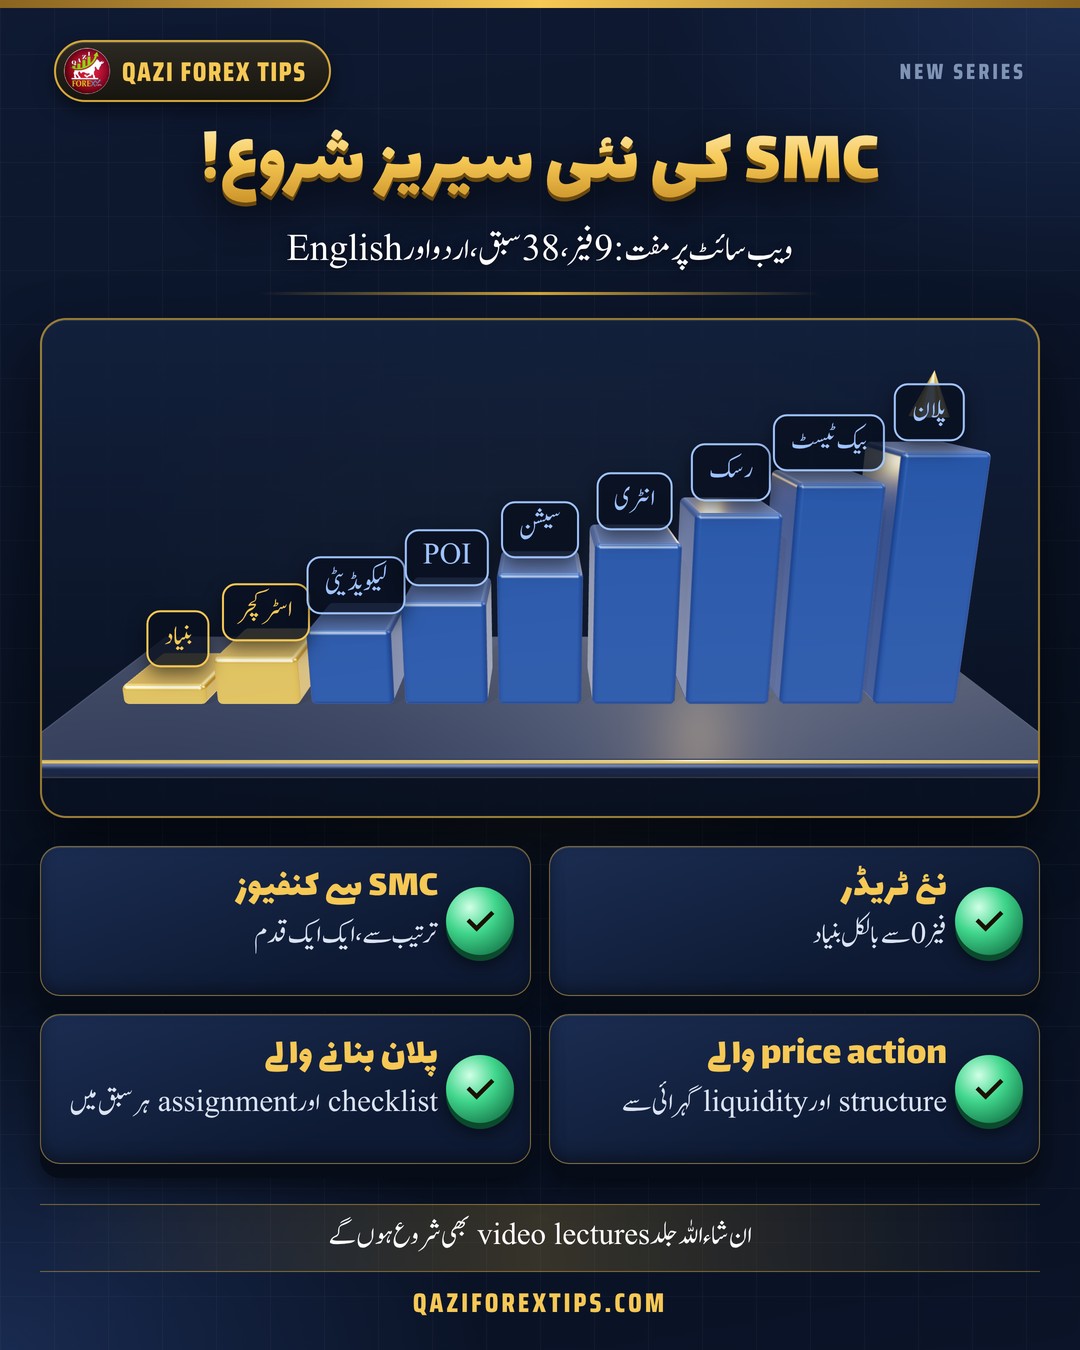 QAZI FOREX TIPS
NEW SERIES
SMC کی نئی سیریز شروع!
ویب سائٹ پر مفت: 9 فیز، 38 سبق، اردو اور English
بنیاد
اسٹرکچر
لیکویڈیٹی
POI
سیشن
انٹری
رسک
بیک ٹیسٹ
پلان
نئے ٹریڈر
فیز 0 سے بالکل بنیاد
SMC سے کنفیوز
ترتیب سے، ایک ایک قدم
price action والے
structure اور liquidity گہرائی سے
پلان بنانے والے
checklist اور assignment ہر سبق میں
ان شاءاللہ جلد video lectures بھی شروع ہوں گے
QAZIFOREXTIPS.COM